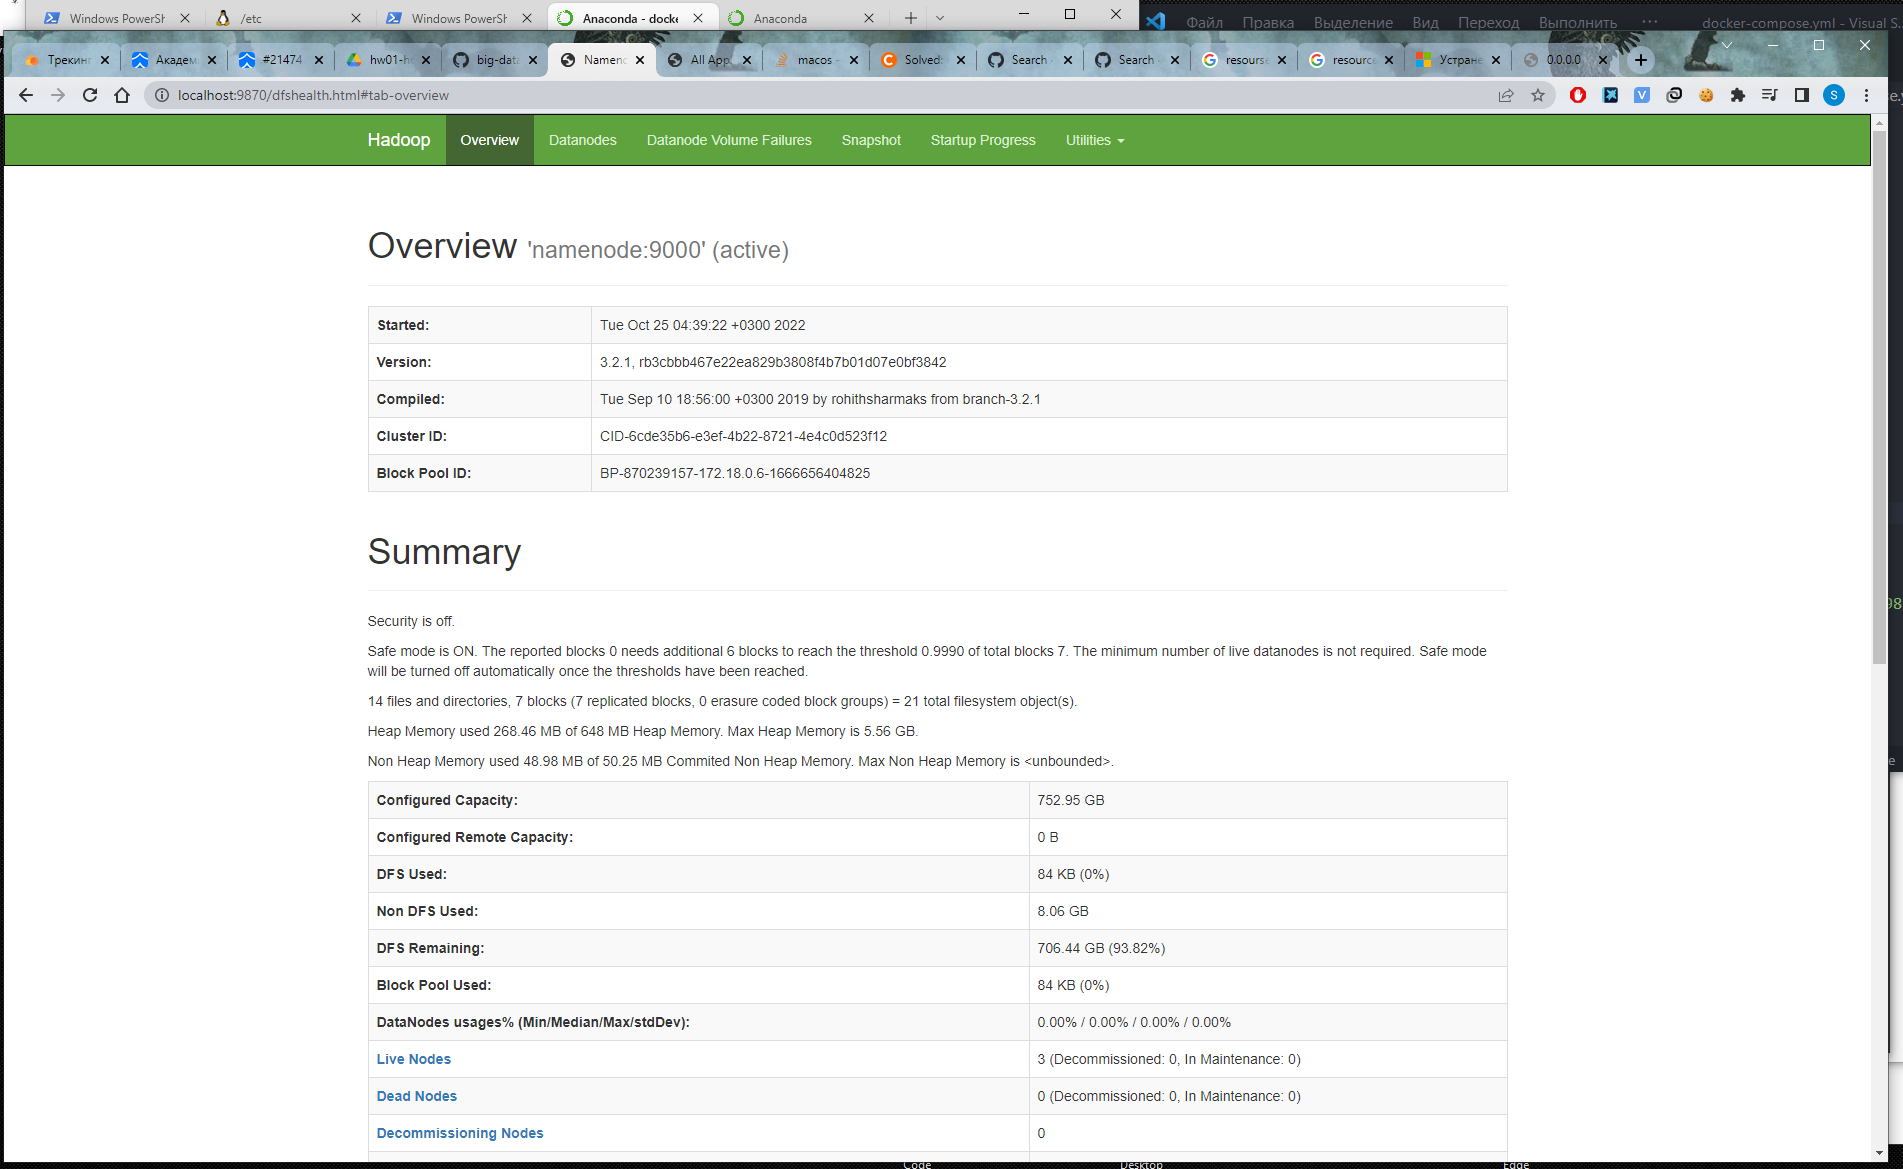 Windows PowerSh
/etc
Windows PowerSh
Anaconda - docke
Anaconda
Файл Правка Выделение Вид Переход Выполнить ... docker-compose.yml - Visual S
Трекинг
Академ
#21474
hw01-h
big-data
Nameno
All App
macos -
Solved:
Search
Search -
resourse
resource
Устране
0.0.0.0
localhost:9870/dfshealth.html#tab-overview
S
Hadoop Overview Datanodes Datanode Volume Failures Snapshot Startup Progress Utilities
Overview 'namenode:9000' (active)
Started: Tue Oct 25 04:39:22 +0300 2022
Version: 3.2.1, rb3cbbb467e22ea829b3808f4b7b01d07e0bf3842
Compiled: Tue Sep 10 18:56:00 +0300 2019 by rohithsharmaks from branch-3.2.1
Cluster ID: CID-6cde35b6-e3ef-4b22-8721-4e4c0d523f12
Block Pool ID: BP-870239157-172.18.0.6-1666656404825
Summary
Security is off.
Safe mode is ON. The reported blocks 0 needs additional 6 blocks to reach the threshold 0.9990 of total blocks 7. The minimum number of live datanodes is not required. Safe mode
will be turned off automatically once the thresholds have been reached.
14 files and directories, 7 blocks (7 replicated blocks, 0 erasure coded block groups) = 21 total filesystem object(s).
Heap Memory used 268.46 MB of 648 MB Heap Memory. Max Heap Memory is 5.56 GB.
Non Heap Memory used 48.98 MB of 50.25 MB Commited Non Heap Memory. Max Non Heap Memory is <unbounded>.
Configured Capacity: 752.95 GB
Configured Remote Capacity: 0 B
DFS Used: 84 KB (0%)
Non DFS Used: 8.06 GB
DFS Remaining: 706.44 GB (93.82%)
Block Pool Used: 84 KB (0%)
DataNodes usages% (Min/Median/Max/stdDev): 0.00% / 0.00% / 0.00% / 0.00%
Live Nodes 3 (Decommissioned: 0, In Maintenance: 0)
Dead Nodes 0 (Decommissioned: 0, In Maintenance: 0)
Decommissioning Nodes 0
Code Desktop Edge